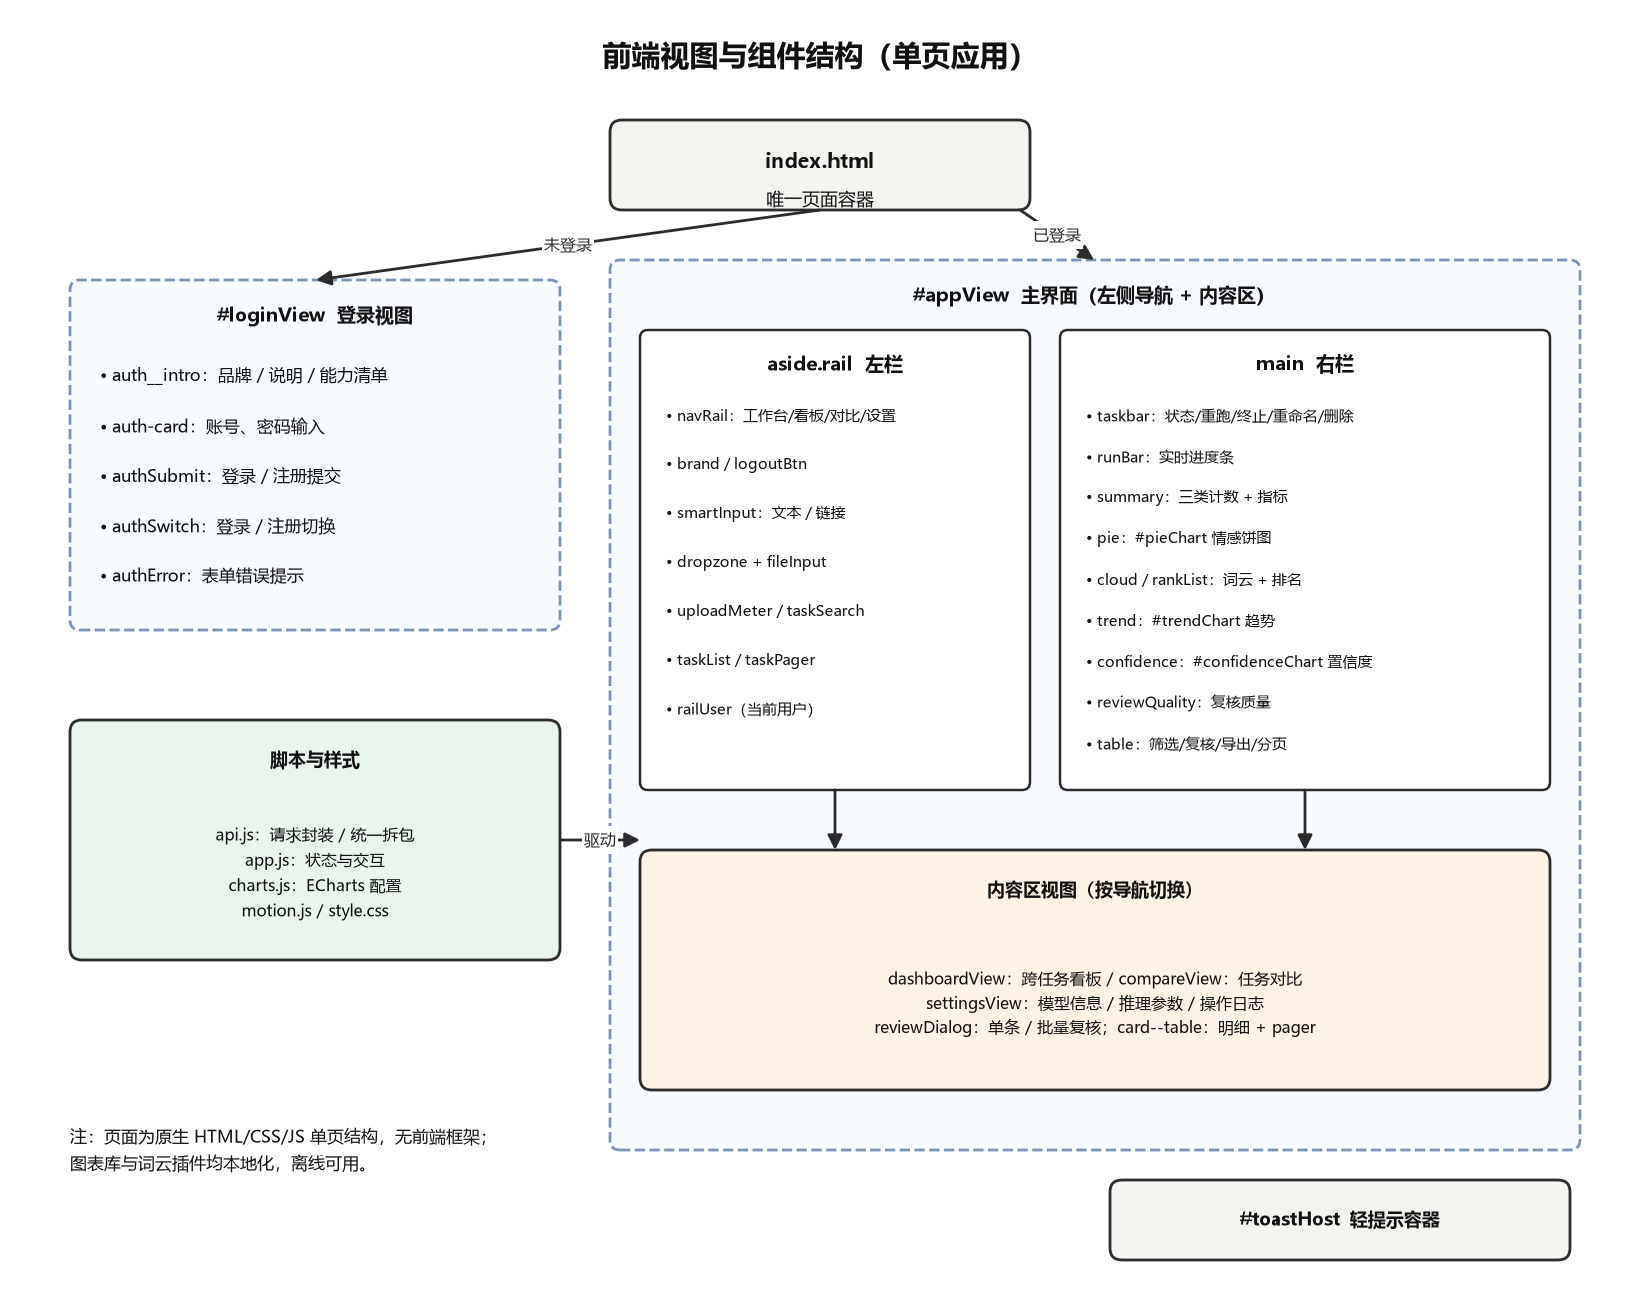 前端视图与组件结构（单页应用）
index.html
唯一页面容器
未登录
已登录
#loginView 登录视图
• auth__intro：品牌 / 说明 / 能力清单
• auth-card：账号、密码输入
• authSubmit：登录 / 注册提交
• authSwitch：登录 / 注册切换
• authError：表单错误提示
#appView 主界面（左侧导航 + 内容区）
aside.rail 左栏
• navRail：工作台/看板/对比/设置
• brand / logoutBtn
• smartInput：文本 / 链接
• dropzone + fileInput
• uploadMeter / taskSearch
• taskList / taskPager
• railUser（当前用户）
main 右栏
• taskbar：状态/重跑/终止/重命名/删除
• runBar：实时进度条
• summary：三类计数 + 指标
• pie：#pieChart 情感饼图
• cloud / rankList：词云 + 排名
• trend：#trendChart 趋势
• confidence：#confidenceChart 置信度
• reviewQuality：复核质量
• table：筛选/复核/导出/分页
脚本与样式
api.js：请求封装 / 统一拆包
app.js：状态与交互
charts.js：ECharts 配置
motion.js / style.css
驱动
内容区视图（按导航切换）
dashboardView：跨任务看板 / compareView：任务对比
settingsView：模型信息 / 推理参数 / 操作日志
reviewDialog：单条 / 批量复核；card--table：明细 + pager
注：页面为原生 HTML/CSS/JS 单页结构，无前端框架；
图表库与词云插件均本地化，离线可用。
#toastHost 轻提示容器